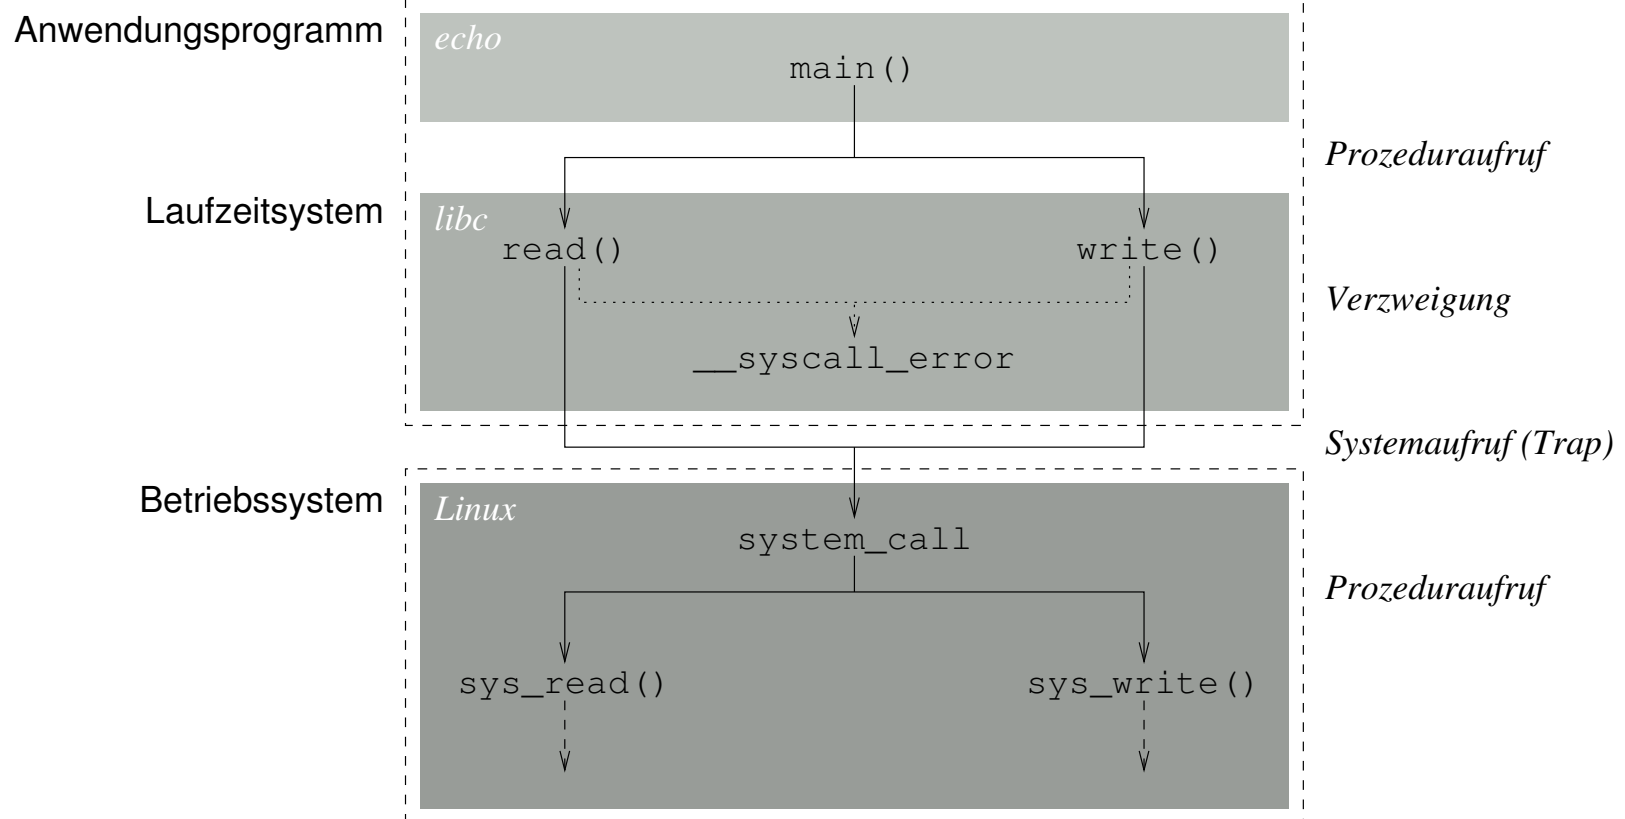 Anwendungsprogramm
echo
main()
Prozeduraufruf
Laufzeitsystem
libc
read()
write()
Verzweigung
__syscall_error
Systemaufruf (Trap)
Betriebssystem
Linux
system_call
Prozeduraufruf
sys_read()
sys_write()